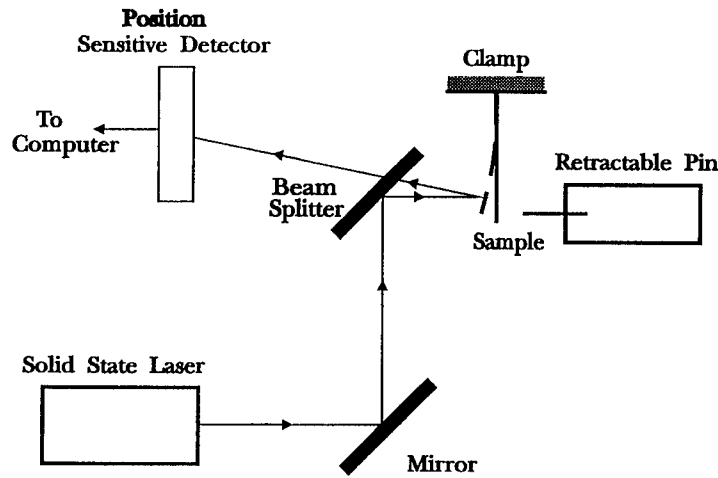 Position
Sensitive Detector
Clamp
To
Computer
Retractable Pin
Beam
Splitter
Sample
Solid State Laser
Mirror